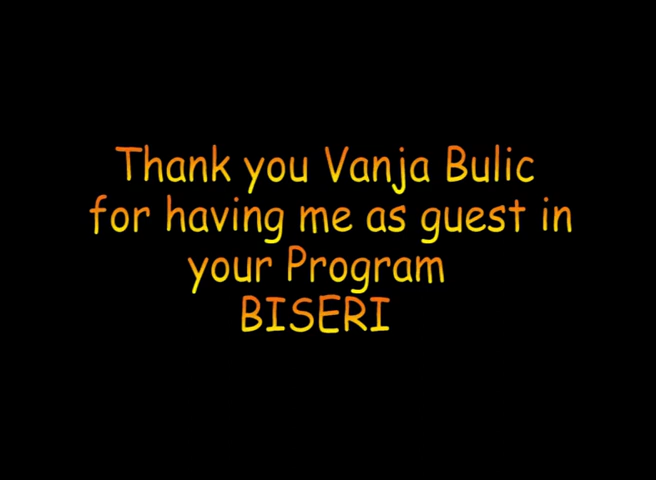 Thank you Vanja Bulic
for having me as guest in
your Program
BISERI